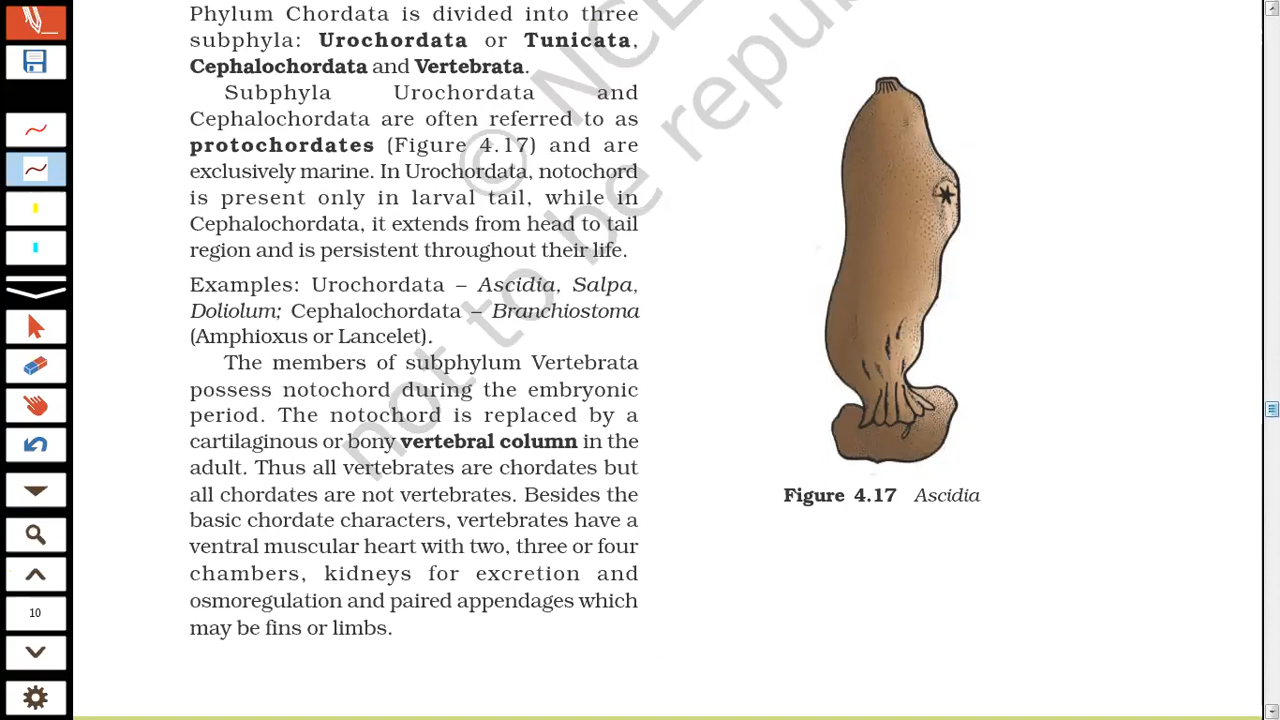 Phylum Chordata is divided into three
subphyla: Urochordata or Tunicata,
Cephalochordata and Vertebrata.
Subphyla Urochordata and
Cephalochordata are often referred to as
protochordates (Figure 4.17) and are
exclusively marine. In Urochordata, notochord
is present only in larval tail, while in
Cephalochordata, it extends from head to tail
region and is persistent throughout their life.
Examples: Urochordata – Ascidia, Salpa,
Doliolum; Cephalochordata – Branchiostoma
(Amphioxus or Lancelet).
The members of subphylum Vertebrata
possess notochord during the embryonic
period. The notochord is replaced by a
cartilaginous or bony vertebral column in the
adult. Thus all vertebrates are chordates but
all chordates are not vertebrates. Besides the
basic chordate characters, vertebrates have a
ventral muscular heart with two, three or four
chambers, kidneys for excretion and
osmoregulation and paired appendages which
may be fins or limbs.
Figure 4.17 Ascidia
© NCE
not to be repu
10